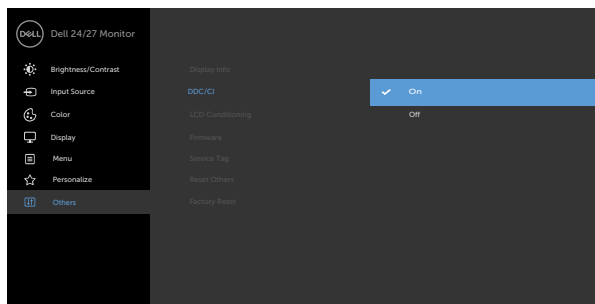 DELL Dell 24/27 Monitor
Brightness/Contrast
Display Info
Input Source
DDC/CI
On
Color
LCD Conditioning
Off
Display
Firmware
Menu
Service Tag
Personalize
Reset Others
Others
Factory Reset